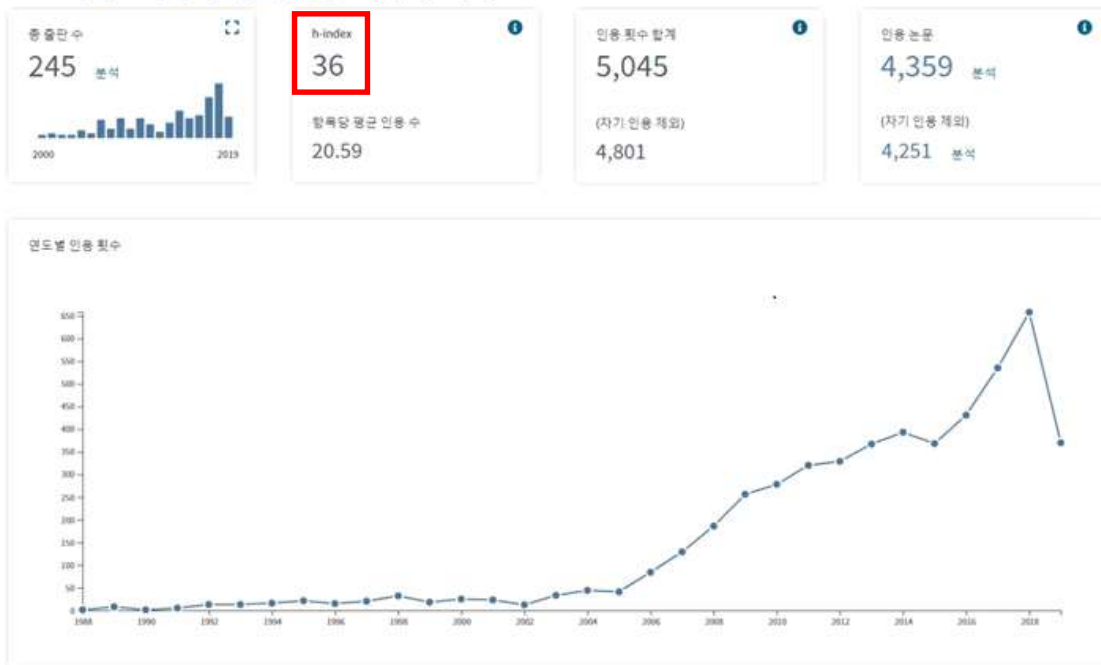 총 출판 수
245 분석
2000 2019
h-index
36
항목당 평균 인용 수
20.59
인용 횟수 합계
5,045
(자기 인용 제외)
4,801
인용 논문
4,359 분석
(자기 인용 제외)
4,251 분석
연도별 인용 횟수
650
600
550
500
450
400
350
300
250
200
150
100
50
0
1988 1990 1992 1994 1996 1998 2000 2002 2004 2006 2008 2010 2012 2014 2016 2018